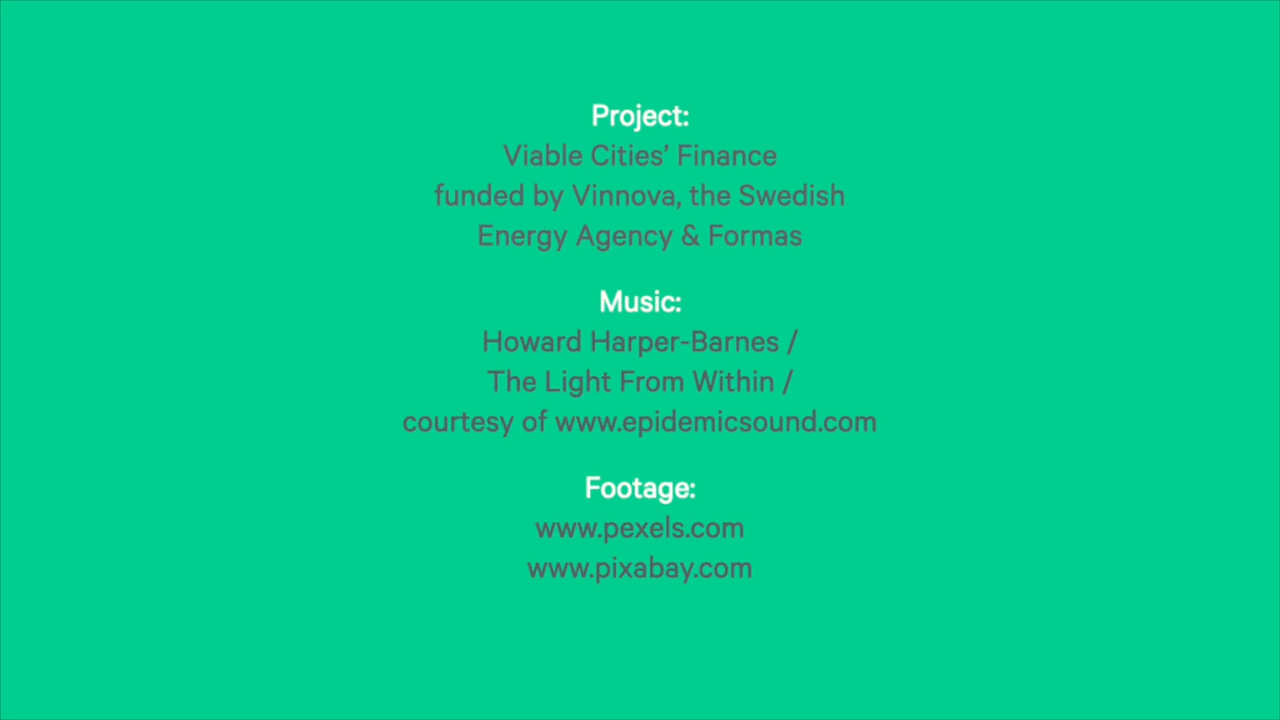 Project:
Viable Cities’ Finance
funded by Vinnova, the Swedish
Energy Agency & Formas
Music:
Howard Harper-Barnes /
The Light From Within /
courtesy of www.epidemicsound.com
Footage:
www.pexels.com
www.pixabay.com